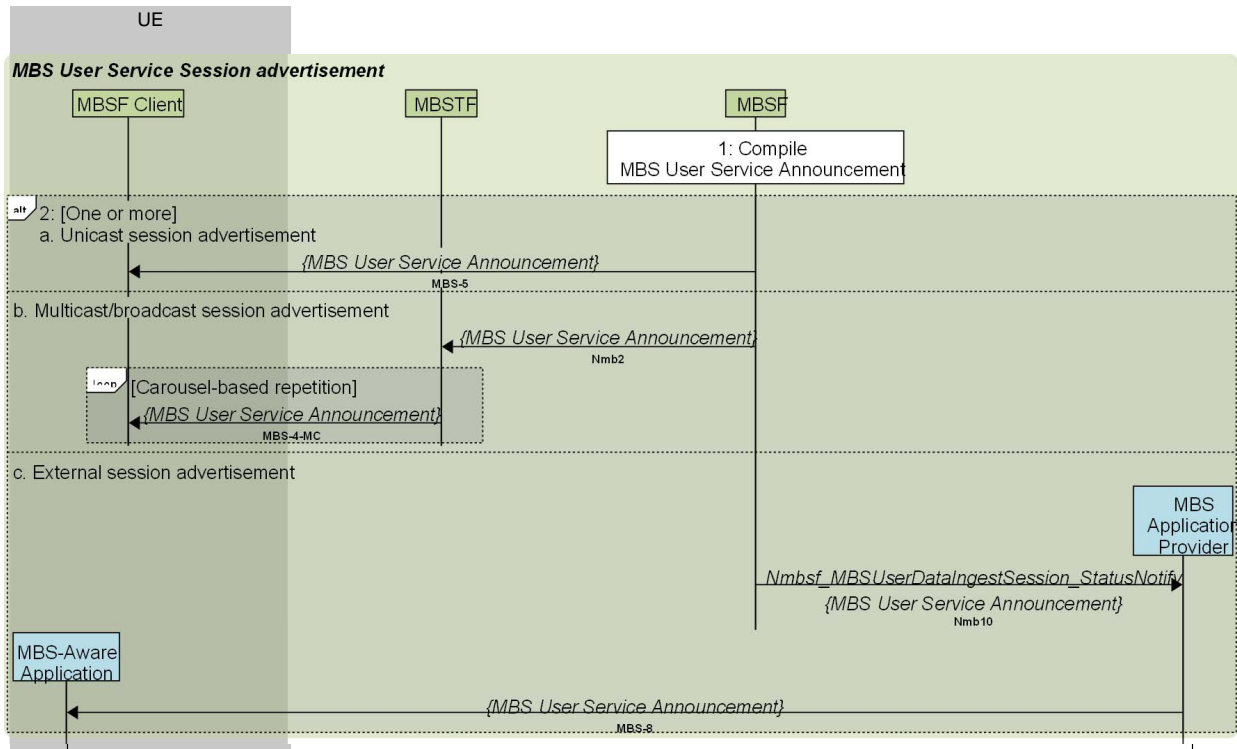 UE
MBS User Service Session advertisement
MBSF Client
MBSTF
MBSF
1: Compile
MBS User Service Announcement
alt
2: [One or more]
a. Unicast session advertisement
{MBS User Service Announcement}
MBS-5
b. Multicast/broadcast session advertisement
{MBS User Service Announcement}
Nmb2
loop
[Carousel-based repetition]
{MBS User Service Announcement}
MBS-4-MC
c. External session advertisement
MBS
Application
Provider
Nmbsf_MBSUserDataIngestSession_StatusNotify
{MBS User Service Announcement}
Nmb10
MBS-Aware
Application
{MBS User Service Announcement}
MBS-8